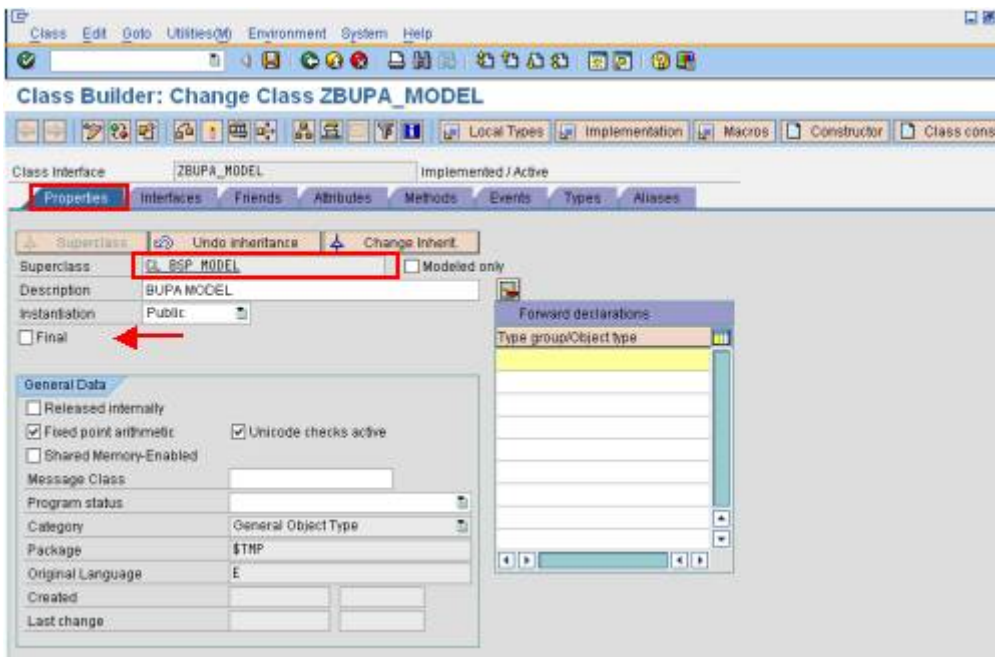 Class Edit Goto Utilities(M) Environment System Help
Class Builder: Change Class ZBUPA_MODEL
Local Types Implementation Macros Constructor Class cons
Class Interface ZBUPA_MODEL Implemented / Active
Properties Interfaces Friends Attributes Methods Events Types Aliases
Superclass Undo inheritance Change Inherit.
Superclass CL_BSP_MODEL Modeled only
Description BUPA MODEL
Instantiation Public Forward declarations
Final Type group/Object type
General Data
Released internally
Fixed point arithmetic Unicode checks active
Shared Memory-Enabled
Message Class
Program status
Category General Object Type
Package $TMP
Original Language E
Created
Last change